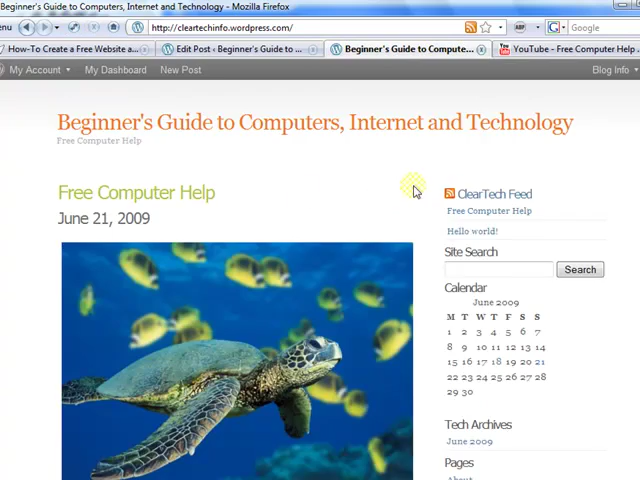 Beginner's Guide to Computers, Internet and Technology - Mozilla Firefox
enu
http://cleartechinfo.wordpress.com/
ABP
Google
How-To Create a Free Website a...
Edit Post ‹ Beginner's Guide to ...
Beginner's Guide to Compute...
YouTube - Free Computer Help
My Account
My Dashboard
New Post
Blog Info
Beginner's Guide to Computers, Internet and Technology
Free Computer Help
Free Computer Help
June 21, 2009
ClearTech Feed
Free Computer Help
Hello world!
Site Search
Search
Calendar
June 2009
M T W T F S S
1 2 3 4 5 6 7
8 9 10 11 12 13 14
15 16 17 18 19 20 21
22 23 24 25 26 27 28
29 30
Tech Archives
June 2009
Pages
About